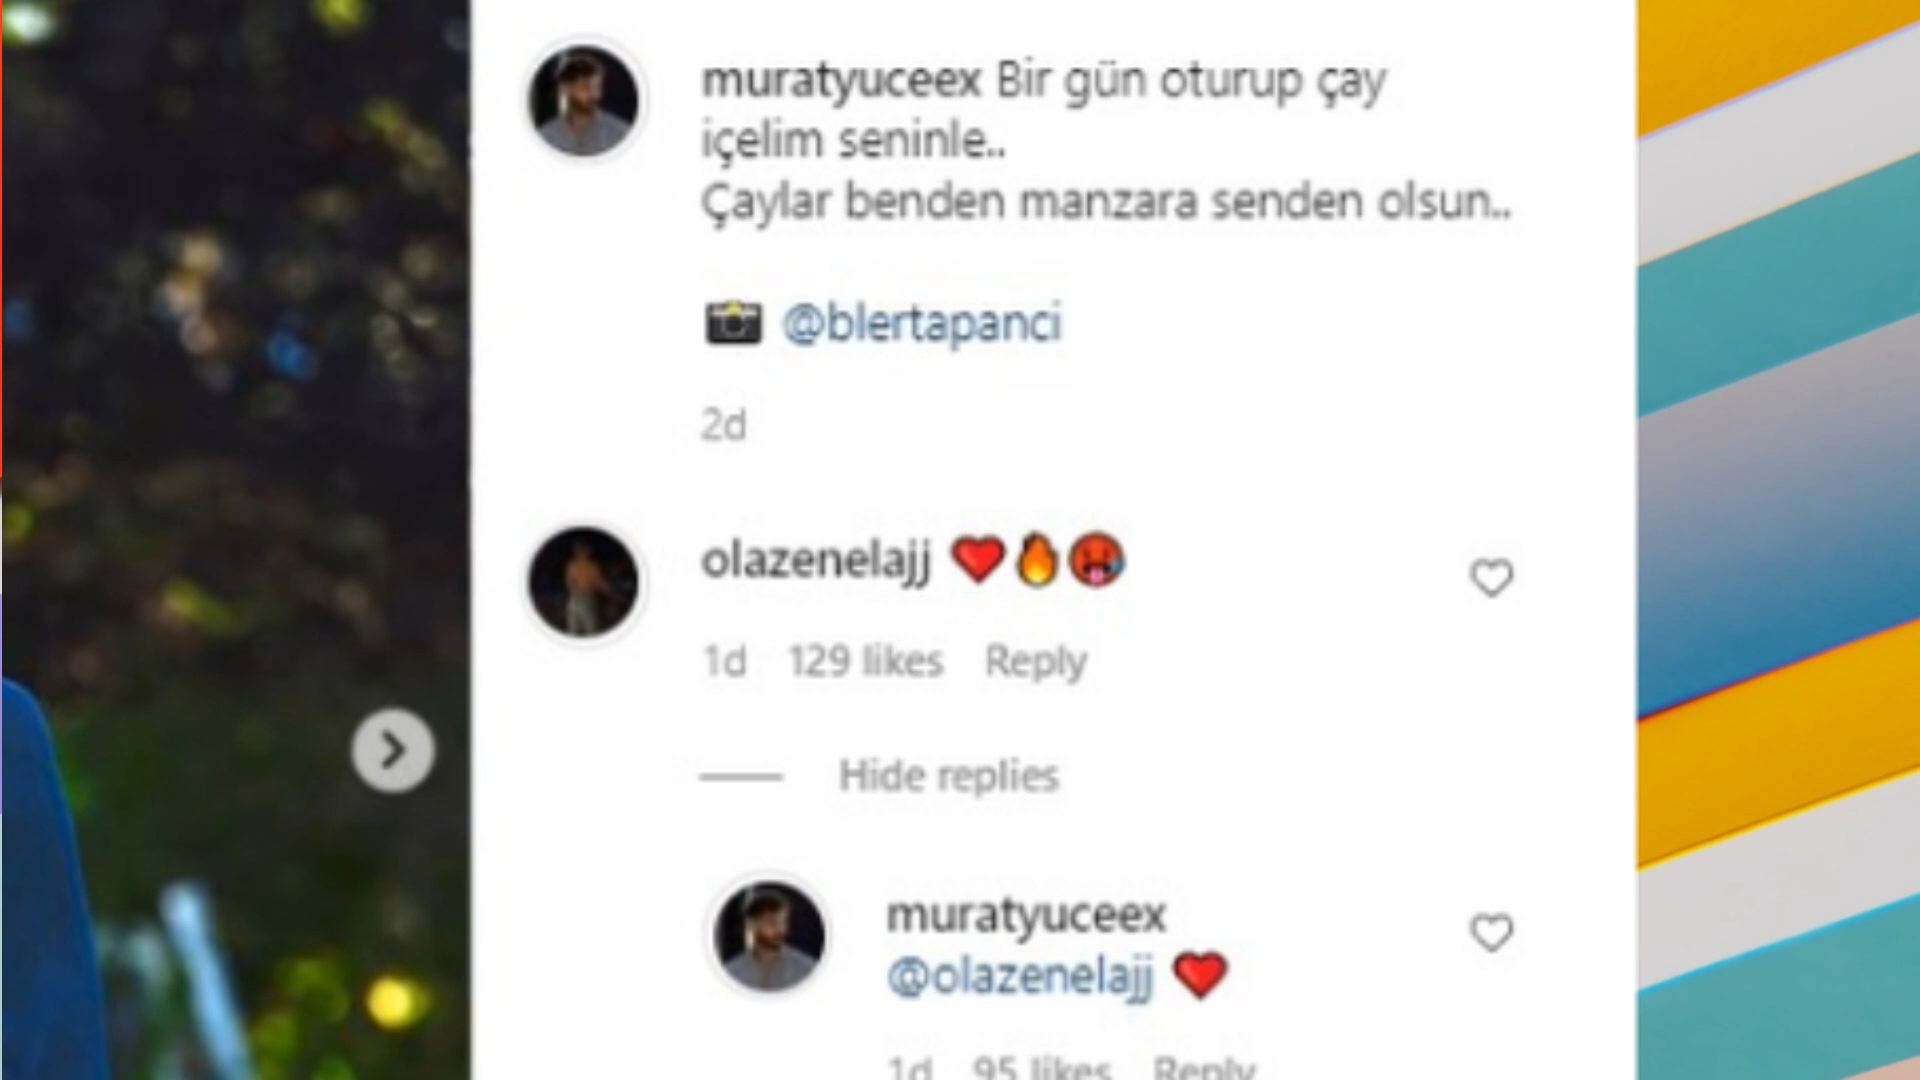 muratyuceex Bir gün oturup çay
içelim seninle..
Çaylar benden manzara senden olsun..
@blertapanci
2d
olazenelajj
1d 129 likes Reply
Hide replies
muratyuceex
@olazenelajj
1d 95 likes Reply